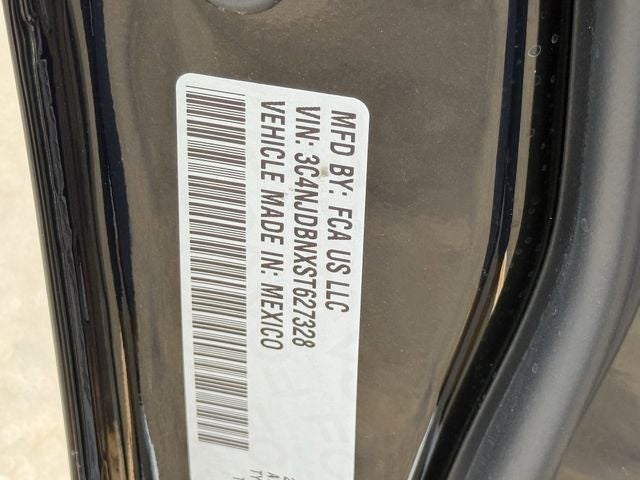 MFD BY: FCA US LLC
VIN: 3C4NJDBNXST627328
VEHICLE MADE IN: MEXICO